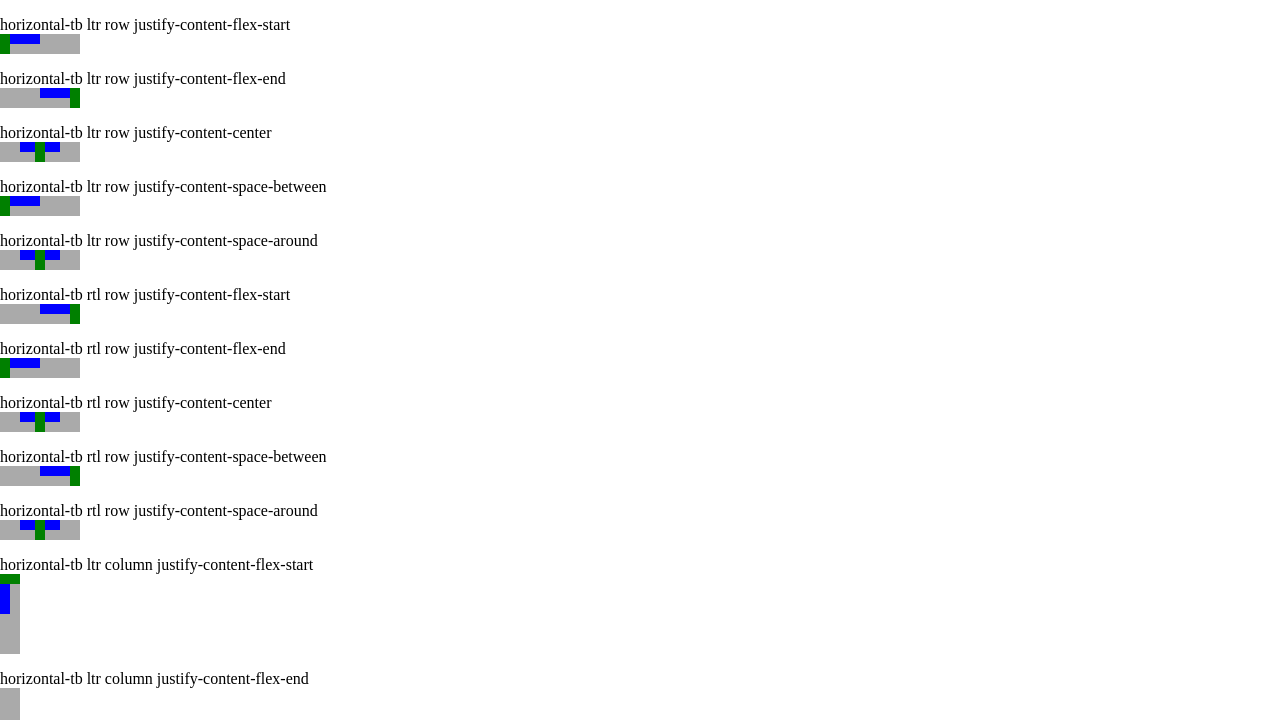 horizontal-tb ltr row justify-content-flex-start
horizontal-tb ltr row justify-content-flex-end
horizontal-tb ltr row justify-content-center
horizontal-tb ltr row justify-content-space-between
horizontal-tb ltr row justify-content-space-around
horizontal-tb rtl row justify-content-flex-start
horizontal-tb rtl row justify-content-flex-end
horizontal-tb rtl row justify-content-center
horizontal-tb rtl row justify-content-space-between
horizontal-tb rtl row justify-content-space-around
horizontal-tb ltr column justify-content-flex-start
horizontal-tb ltr column justify-content-flex-end